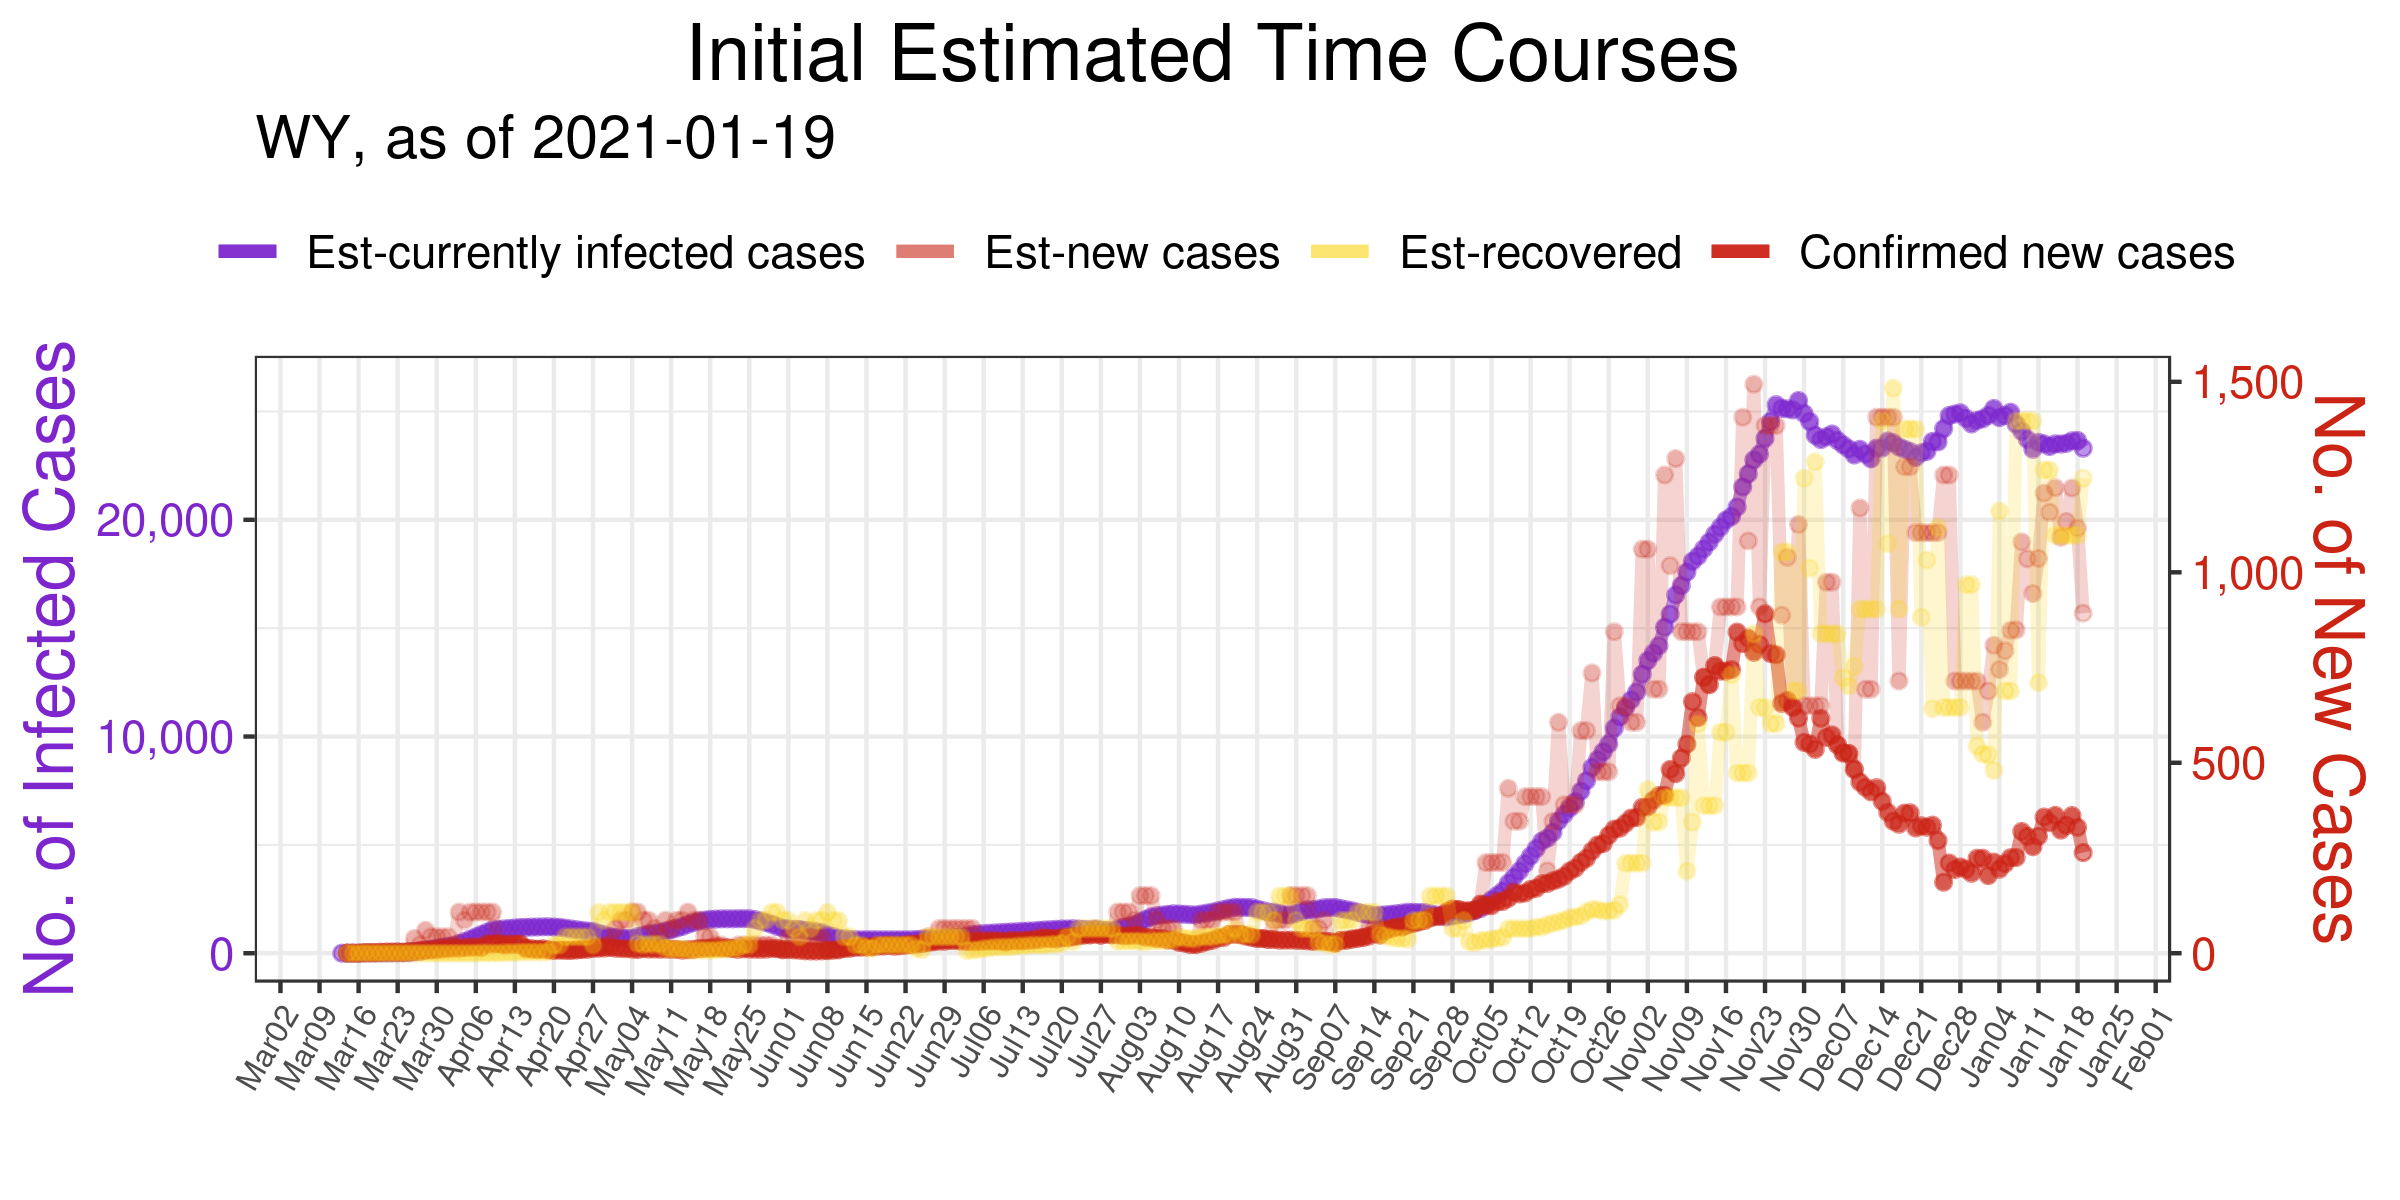 Initial Estimated Time Courses
WY, as of 2021-01-19
Est-currently infected cases Est-new cases Est-recovered Confirmed new cases
No. of Infected Cases
20,000
10,000
0
1,500
1,000
500
0
No. of New Cases
Mar02 Mar09 Mar16 Mar23 Mar30 Apr06 Apr13 Apr20 Apr27 May04 May11 May18 May25 Jun01 Jun08 Jun15 Jun22 Jun29 Jul06 Jul13 Jul20 Jul27 Aug03 Aug10 Aug17 Aug24 Aug31 Sep07 Sep14 Sep21 Sep28 Oct05 Oct12 Oct19 Oct26 Nov02 Nov09 Nov16 Nov23 Nov30 Dec07 Dec14 Dec21 Dec28 Jan04 Jan11 Jan18 Jan25 Feb01